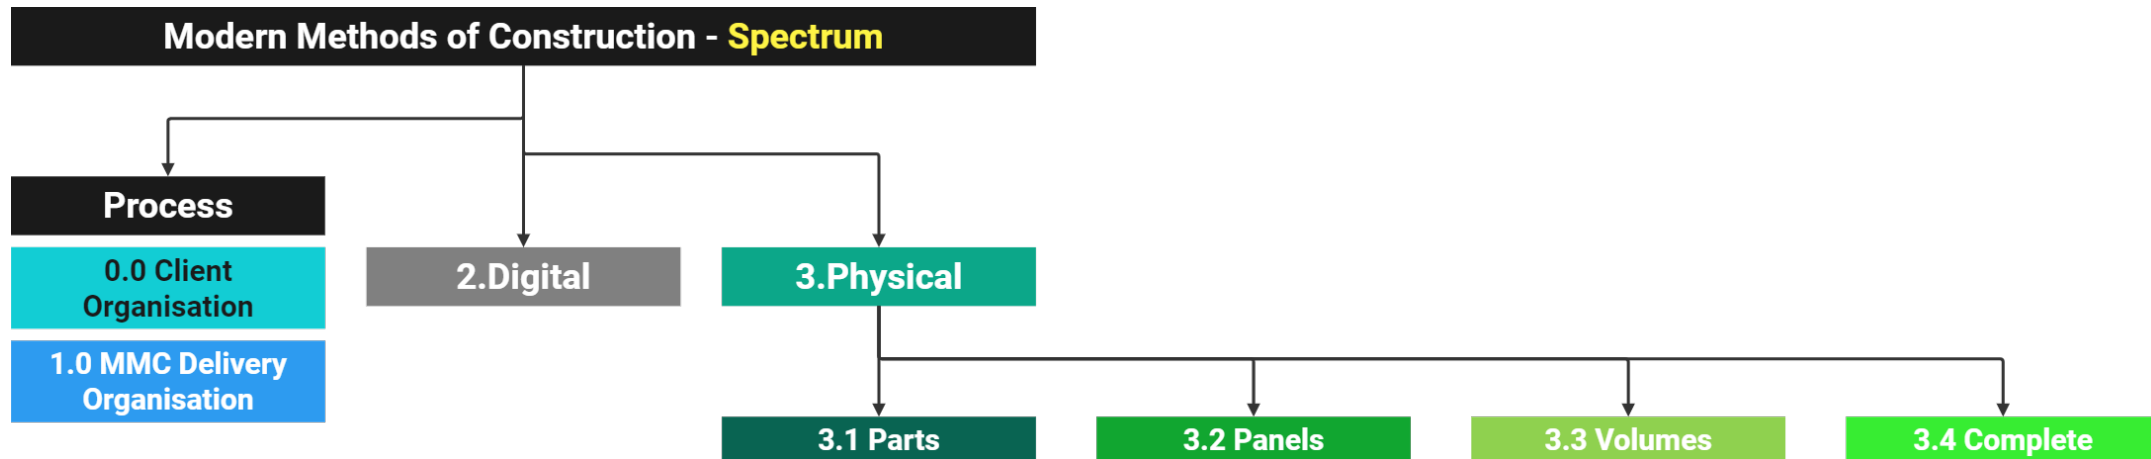 Modern Methods of Construction - Spectrum
Process
0.0 Client
Organisation
1.0 MMC Delivery
Organisation
2.Digital
3.Physical
3.1 Parts
3.2 Panels
3.3 Volumes
3.4 Complete